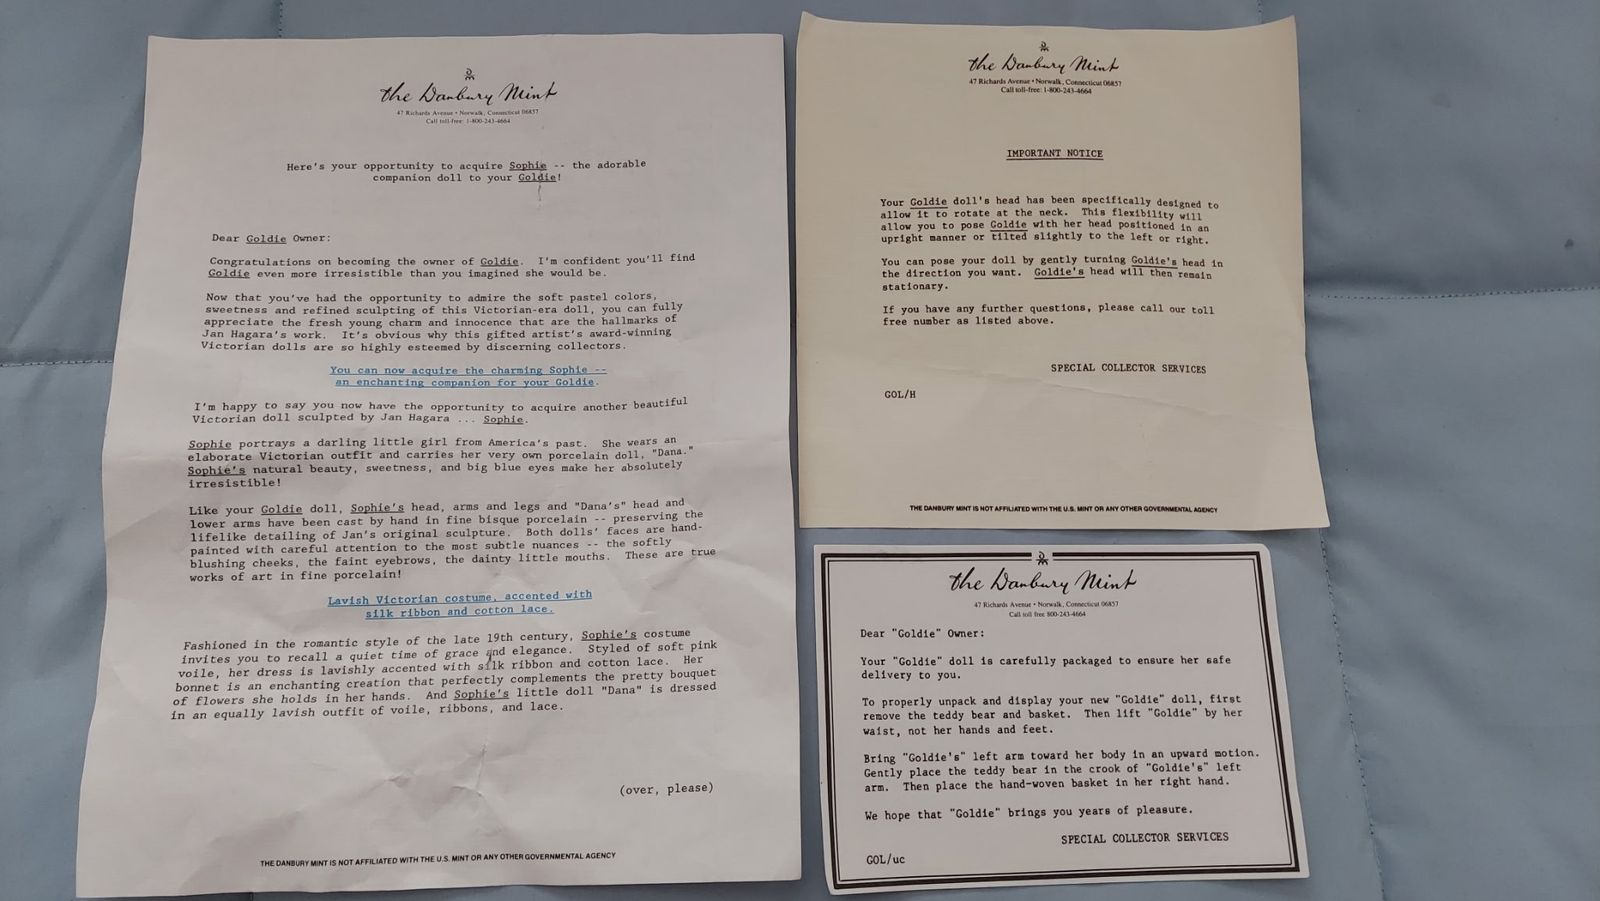 the Danbury Mint
47 Richards Avenue • Norwalk, Connecticut 06857
Call toll-free: 1-800-243-4664
Here's your opportunity to acquire Sophie -- the adorable
companion doll to your Goldie!
Dear Goldie Owner:
Congratulations on becoming the owner of Goldie. I'm confident you'll find
Goldie even more irresistible than you imagined she would be.
Now that you've had the opportunity to admire the soft pastel colors,
sweetness and refined sculpting of this Victorian-era doll, you can fully
appreciate the fresh young charm and innocence that are the hallmarks of
Jan Hagara's work. It's obvious why this gifted artist's award-winning
Victorian dolls are so highly esteemed by discerning collectors.
You can now acquire the charming Sophie --
an enchanting companion for your Goldie.
I'm happy to say you now have the opportunity to acquire another beautiful
Victorian doll sculpted by Jan Hagara ... Sophie.
Sophie portrays a darling little girl from America's past. She wears an
elaborate Victorian outfit and carries her very own porcelain doll, "Dana."
Sophie's natural beauty, sweetness, and big blue eyes make her absolutely
irresistible!
Like your Goldie doll, Sophie's head, arms and legs and "Dana's" head and
lower arms have been cast by hand in fine bisque porcelain -- preserving the
lifelike detailing of Jan's original sculpture. Both dolls' faces are hand-
painted with careful attention to the most subtle nuances -- the softly
blushing cheeks, the faint eyebrows, the dainty little mouths. These are true
works of art in fine porcelain!
Lavish Victorian costume, accented with
silk ribbon and cotton lace.
Fashioned in the romantic style of the late 19th century, Sophie's costume
invites you to recall a quiet time of grace and elegance. Styled of soft pink
voile, her dress is lavishly accented with silk ribbon and cotton lace. Her
bonnet is an enchanting creation that perfectly complements the pretty bouquet
of flowers she holds in her hands. And Sophie's little doll "Dana" is dressed
in an equally lavish outfit of voile, ribbons, and lace.
(over, please)
THE DANBURY MINT IS NOT AFFILIATED WITH THE U.S. MINT OR ANY OTHER GOVERNMENTAL AGENCY
the Danbury Mint
47 Richards Avenue • Norwalk, Connecticut 06857
Call toll-free: 1-800-243-4664
IMPORTANT NOTICE
Your Goldie doll's head has been specifically designed to
allow it to rotate at the neck. This flexibility will
allow you to pose Goldie with her head positioned in an
upright manner or tilted slightly to the left or right.
You can pose your doll by gently turning Goldie's head in
the direction you want. Goldie's head will then remain
stationary.
If you have any further questions, please call our toll
free number as listed above.
SPECIAL COLLECTOR SERVICES
GOL/H
THE DANBURY MINT IS NOT AFFILIATED WITH THE U.S. MINT OR ANY OTHER GOVERNMENTAL AGENCY
the Danbury Mint
47 Richards Avenue • Norwalk, Connecticut 06857
Call toll free 800-243-4664
Dear "Goldie" Owner:
Your "Goldie" doll is carefully packaged to ensure her safe
delivery to you.
To properly unpack and display your new "Goldie" doll, first
remove the teddy bear and basket. Then lift "Goldie" by her
waist, not her hands and feet.
Bring "Goldie's" left arm toward her body in an upward motion.
Gently place the teddy bear in the crook of "Goldie's" left
arm. Then place the hand-woven basket in her right hand.
We hope that "Goldie" brings you years of pleasure.
SPECIAL COLLECTOR SERVICES
GOL/uc